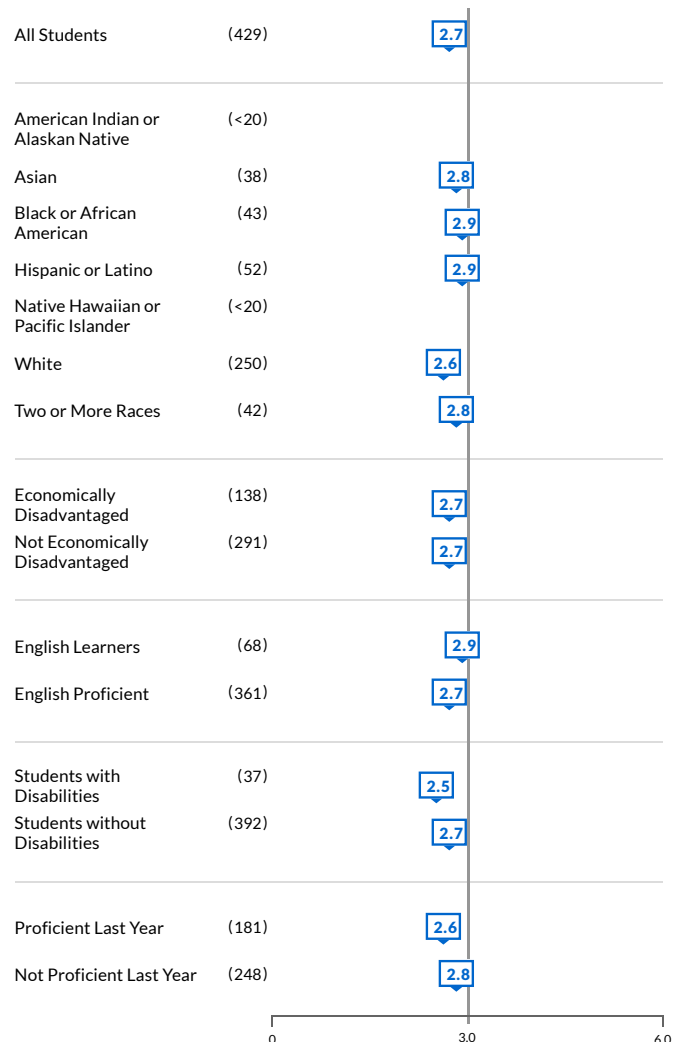 All Students (429) 2.7
American Indian or (<20)
Alaskan Native
Asian (38) 2.8
Black or African (43) 2.9
American
Hispanic or Latino (52) 2.9
Native Hawaiian or (<20)
Pacific Islander
White (250) 2.6
Two or More Races (42) 2.8
Economically (138) 2.7
Disadvantaged
Not Economically (291) 2.7
Disadvantaged
English Learners (68) 2.9
English Proficient (361) 2.7
Students with (37) 2.5
Disabilities
Students without (392) 2.7
Disabilities
Proficient Last Year (181) 2.6
Not Proficient Last Year (248) 2.8
0 3.0 6.0